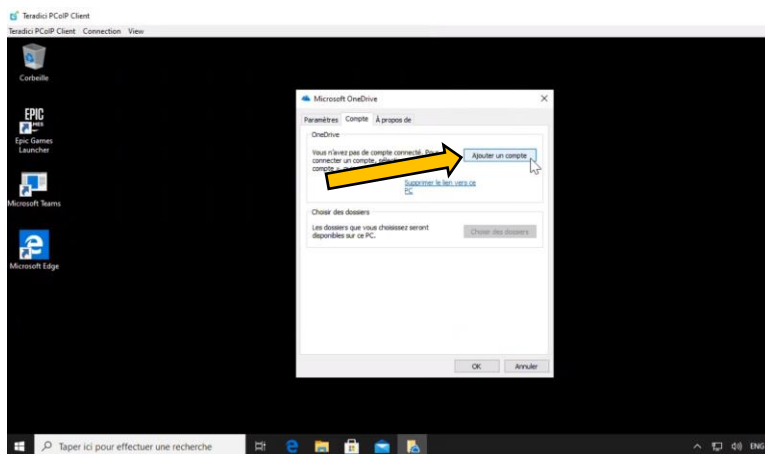 Teradici PCoIP Client
Teradici PCoIP Client Connection View
Corbeille
EPIC
GAMES
Epic Games
Launcher
Microsoft Teams
Microsoft Edge
Microsoft OneDrive
Paramètres Compte À propos de
OneDrive
Vous n'avez pas de compte connecté. Pour
connecter un compte,
compte
Ajouter un compte
Supprimer le lien vers ce
PC
Choisir des dossiers
Les dossiers que vous choisissez seront
disponibles sur ce PC.
Choisir des dossiers
OK Annuler
Taper ici pour effectuer une recherche
ENG